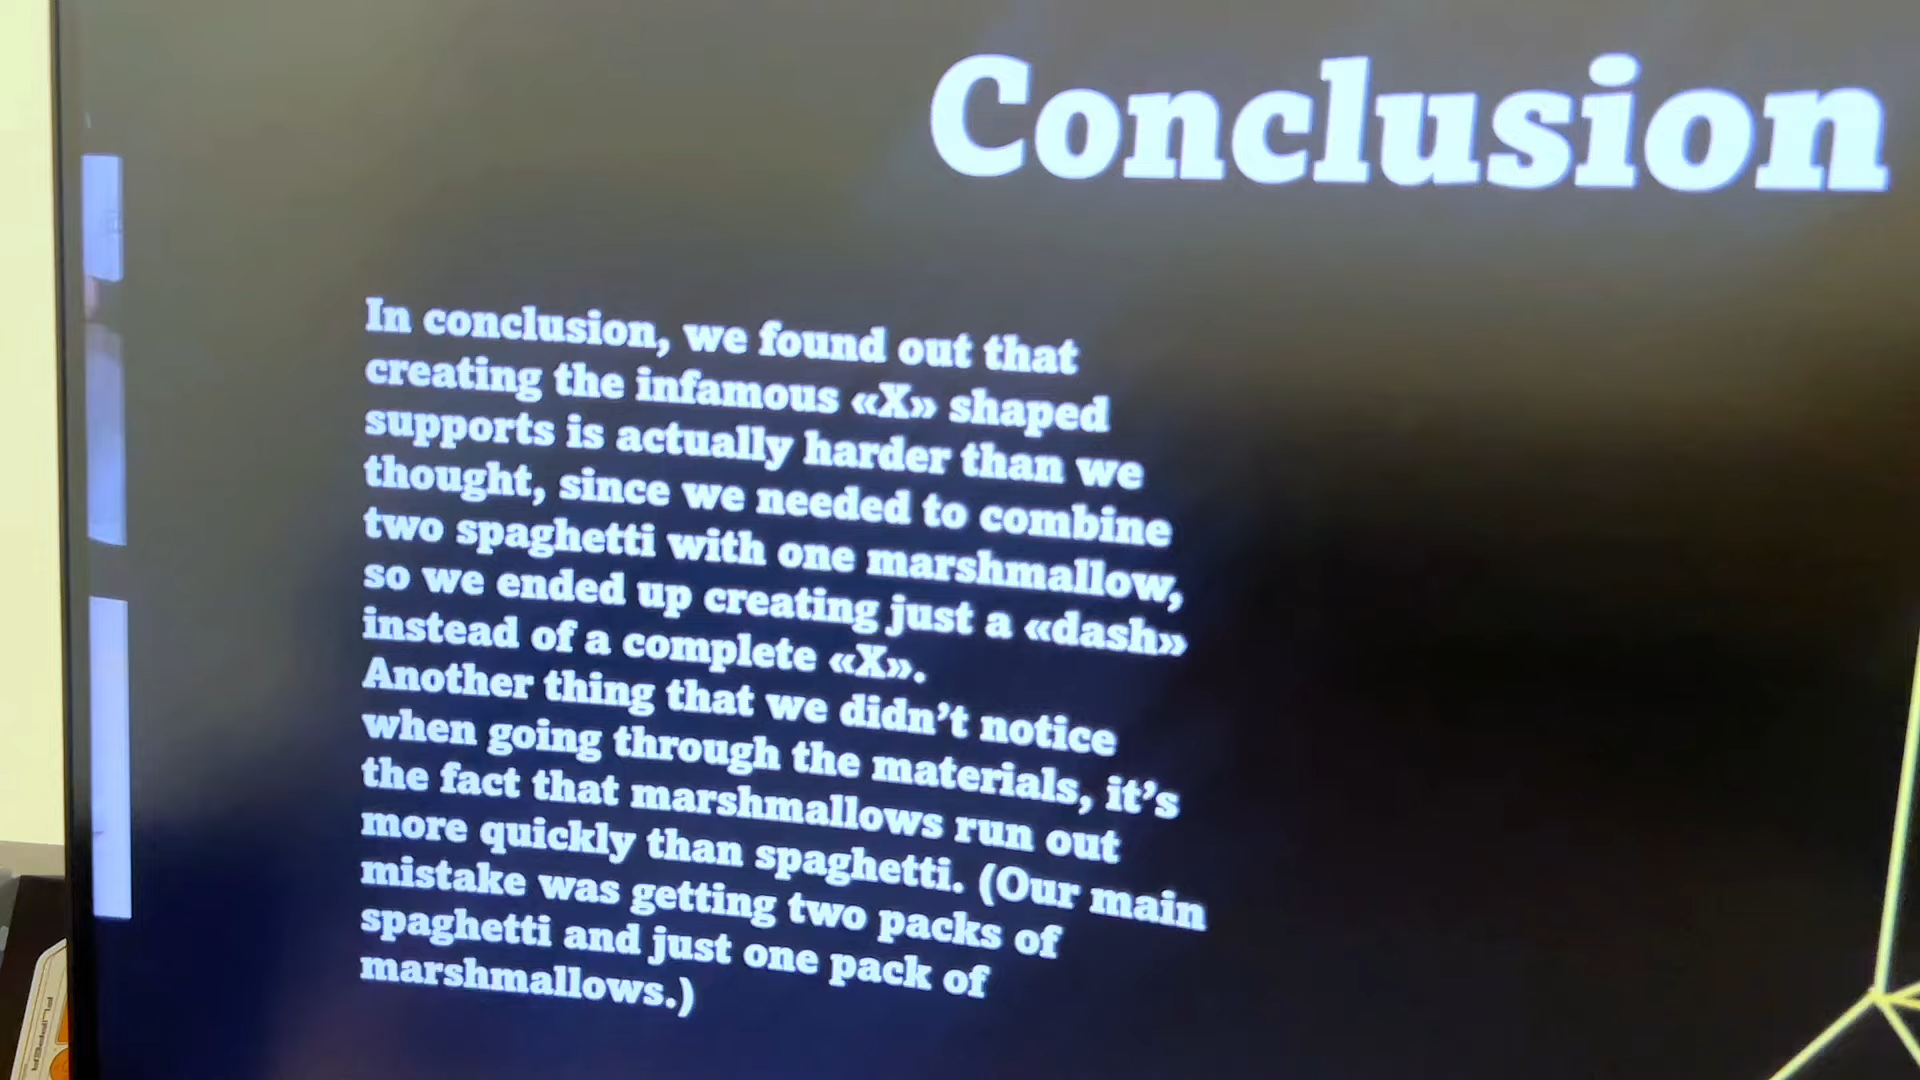 Conclusion
In conclusion, we found out that
creating the infamous «X» shaped
supports is actually harder than we
thought, since we needed to combine
two spaghetti with one marshmallow,
so we ended up creating just a «dash»
instead of a complete «X».
Another thing that we didn’t notice
when going through the materials, it’s
the fact that marshmallows run out
more quickly than spaghetti. (Our main
mistake was getting two packs of
spaghetti and just one pack of
marshmallows.)
FLIPPER